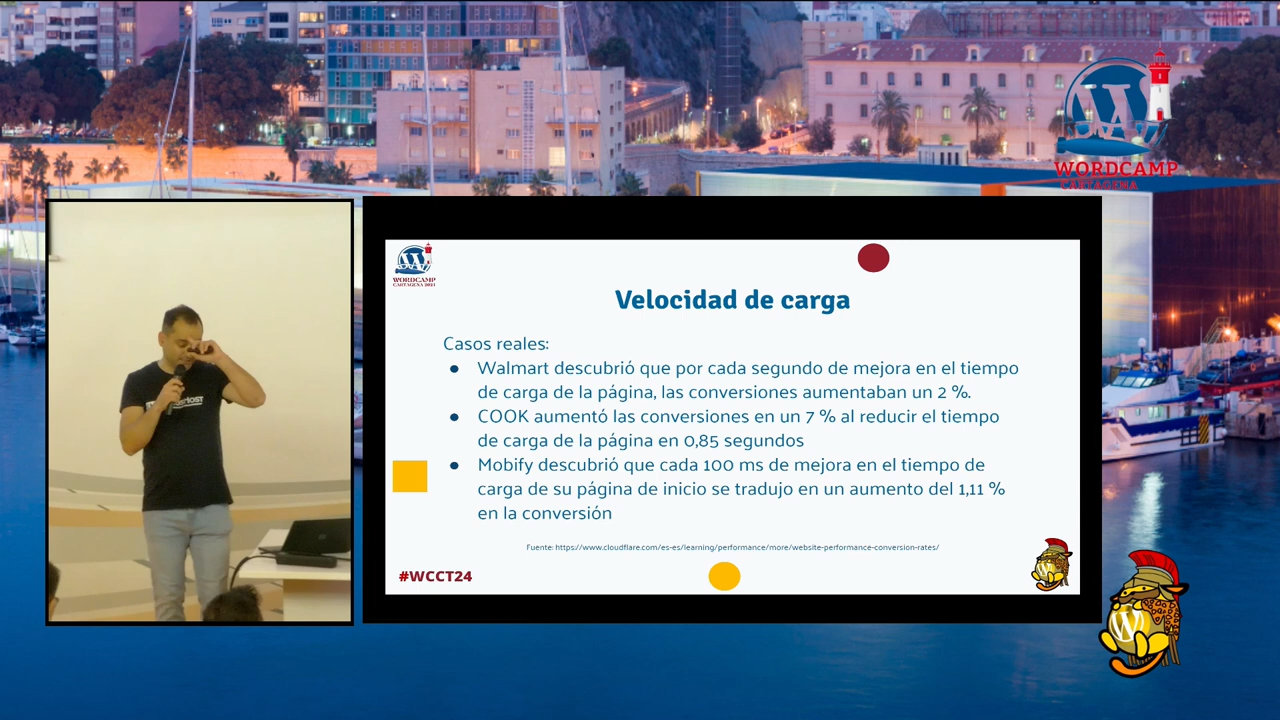 WORDCAMP
CARTAGENA
WORDCAMP
CARTAGENA 2024
Velocidad de carga
Casos reales:
● Walmart descubrió que por cada segundo de mejora en el tiempo
de carga de la página, las conversiones aumentaban un 2 %.
● COOK aumentó las conversiones en un 7 % al reducir el tiempo
de carga de la página en 0,85 segundos
● Mobify descubrió que cada 100 ms de mejora en el tiempo de
carga de su página de inicio se tradujo en un aumento del 1,11 %
en la conversión
Fuente: https://www.cloudflare.com/es-es/learning/performance/more/website-performance-conversion-rates/
#WCCT24